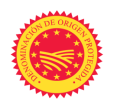 DENOMINACIÓN DE ORIGEN PROTEGIDA